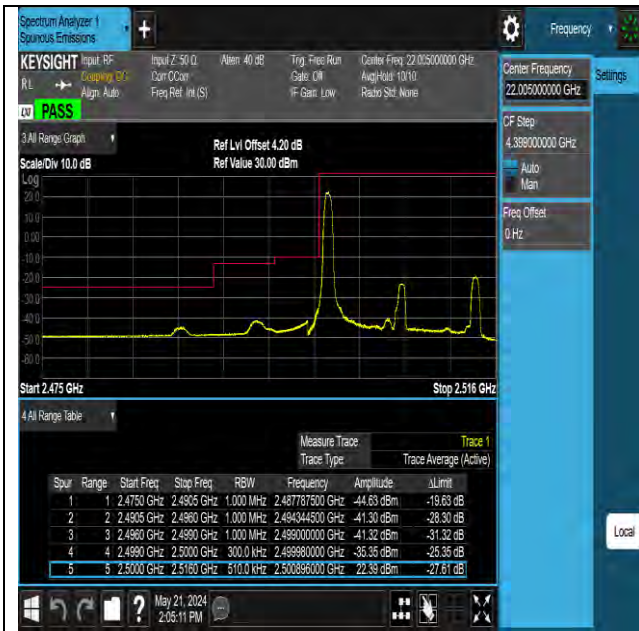 Spectrum Analyzer 1
Spurious Emissions
Frequency
KEYSIGHT Input: RF Input Z: 50 Ω Atten: 40 dB Trig: Free Run Center Freq: 22.005000000 GHz
RL Coupling: DC Corr CCorr Gate: Off Avg|Hold: 10/10
Align: Auto Freq Ref: Int (S) IF Gain: Low Radio Std: None
PASS
Center Frequency
22.005000000 GHz
Settings
CF Step
4.399000000 GHz
Auto
Man
Freq Offset
0 Hz
Local
3 All Range Graph
Ref Lvl Offset 4.20 dB
Scale/Div 10.0 dB Ref Value 30.00 dBm
Log
20.0
10.0
0.00
-10.0
-20.0
-30.0
-40.0
-50.0
-60.0
Start 2.475 GHz Stop 2.516 GHz
4 All Range Table
Measure Trace Trace 1
Trace Type Trace Average (Active)
Spur Range Start Freq Stop Freq RBW Frequency Amplitude ΔLimit
1 1 2.4750 GHz 2.4905 GHz 1.000 MHz 2.487787500 GHz -44.63 dBm -19.63 dB
2 2 2.4905 GHz 2.4960 GHz 1.000 MHz 2.494344500 GHz -41.30 dBm -28.30 dB
3 3 2.4960 GHz 2.4990 GHz 1.000 MHz 2.499000000 GHz -41.32 dBm -31.32 dB
4 4 2.4990 GHz 2.5000 GHz 300.0 kHz 2.499980000 GHz -35.35 dBm -25.35 dB
5 5 2.5000 GHz 2.5160 GHz 510.0 kHz 2.500896000 GHz 22.39 dBm -27.61 dB
May 21, 2024
2:05:11 PM